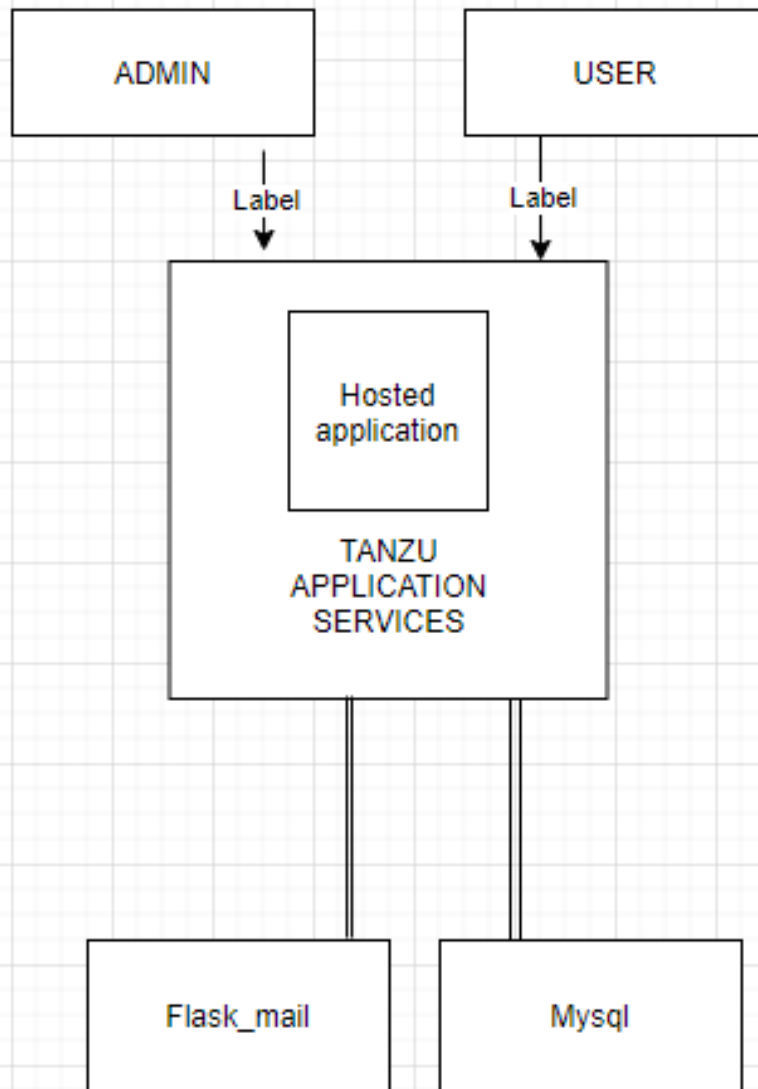 ADMIN
USER
Label
Label
Hosted
application
TANZU
APPLICATION
SERVICES
Flask_mail
Mysql